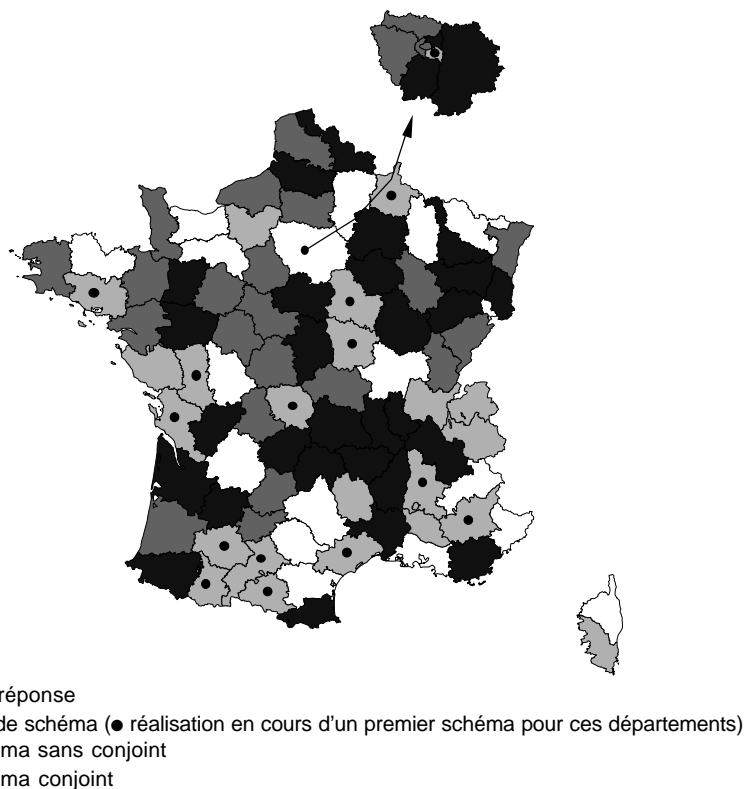 réponse
de schéma (● réalisation en cours d'un premier schéma pour ces départements)
ma sans conjoint
ma conjoint